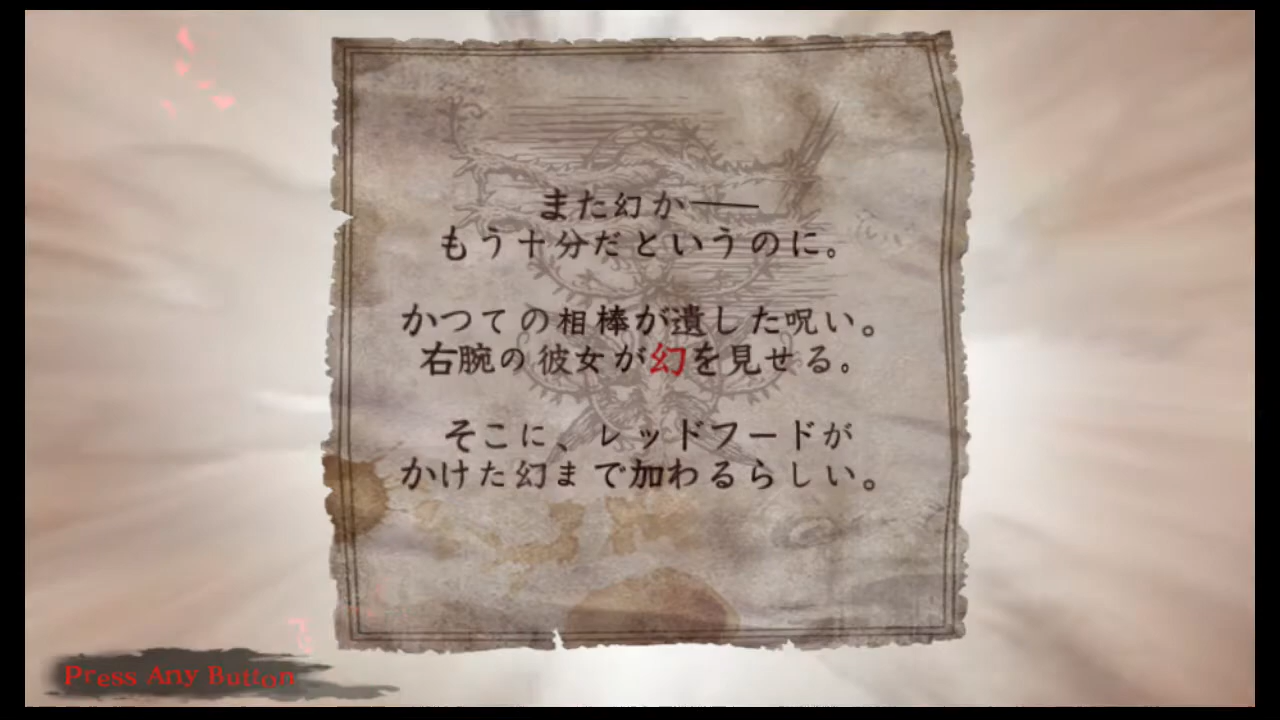 また幻か――
もう十分だというのに。
かつての相棒が遺した呪い。
右腕の彼女が幻を見せる。
そこに、レッドフードが
かけた幻まで加わるらしい。
Press Any Button